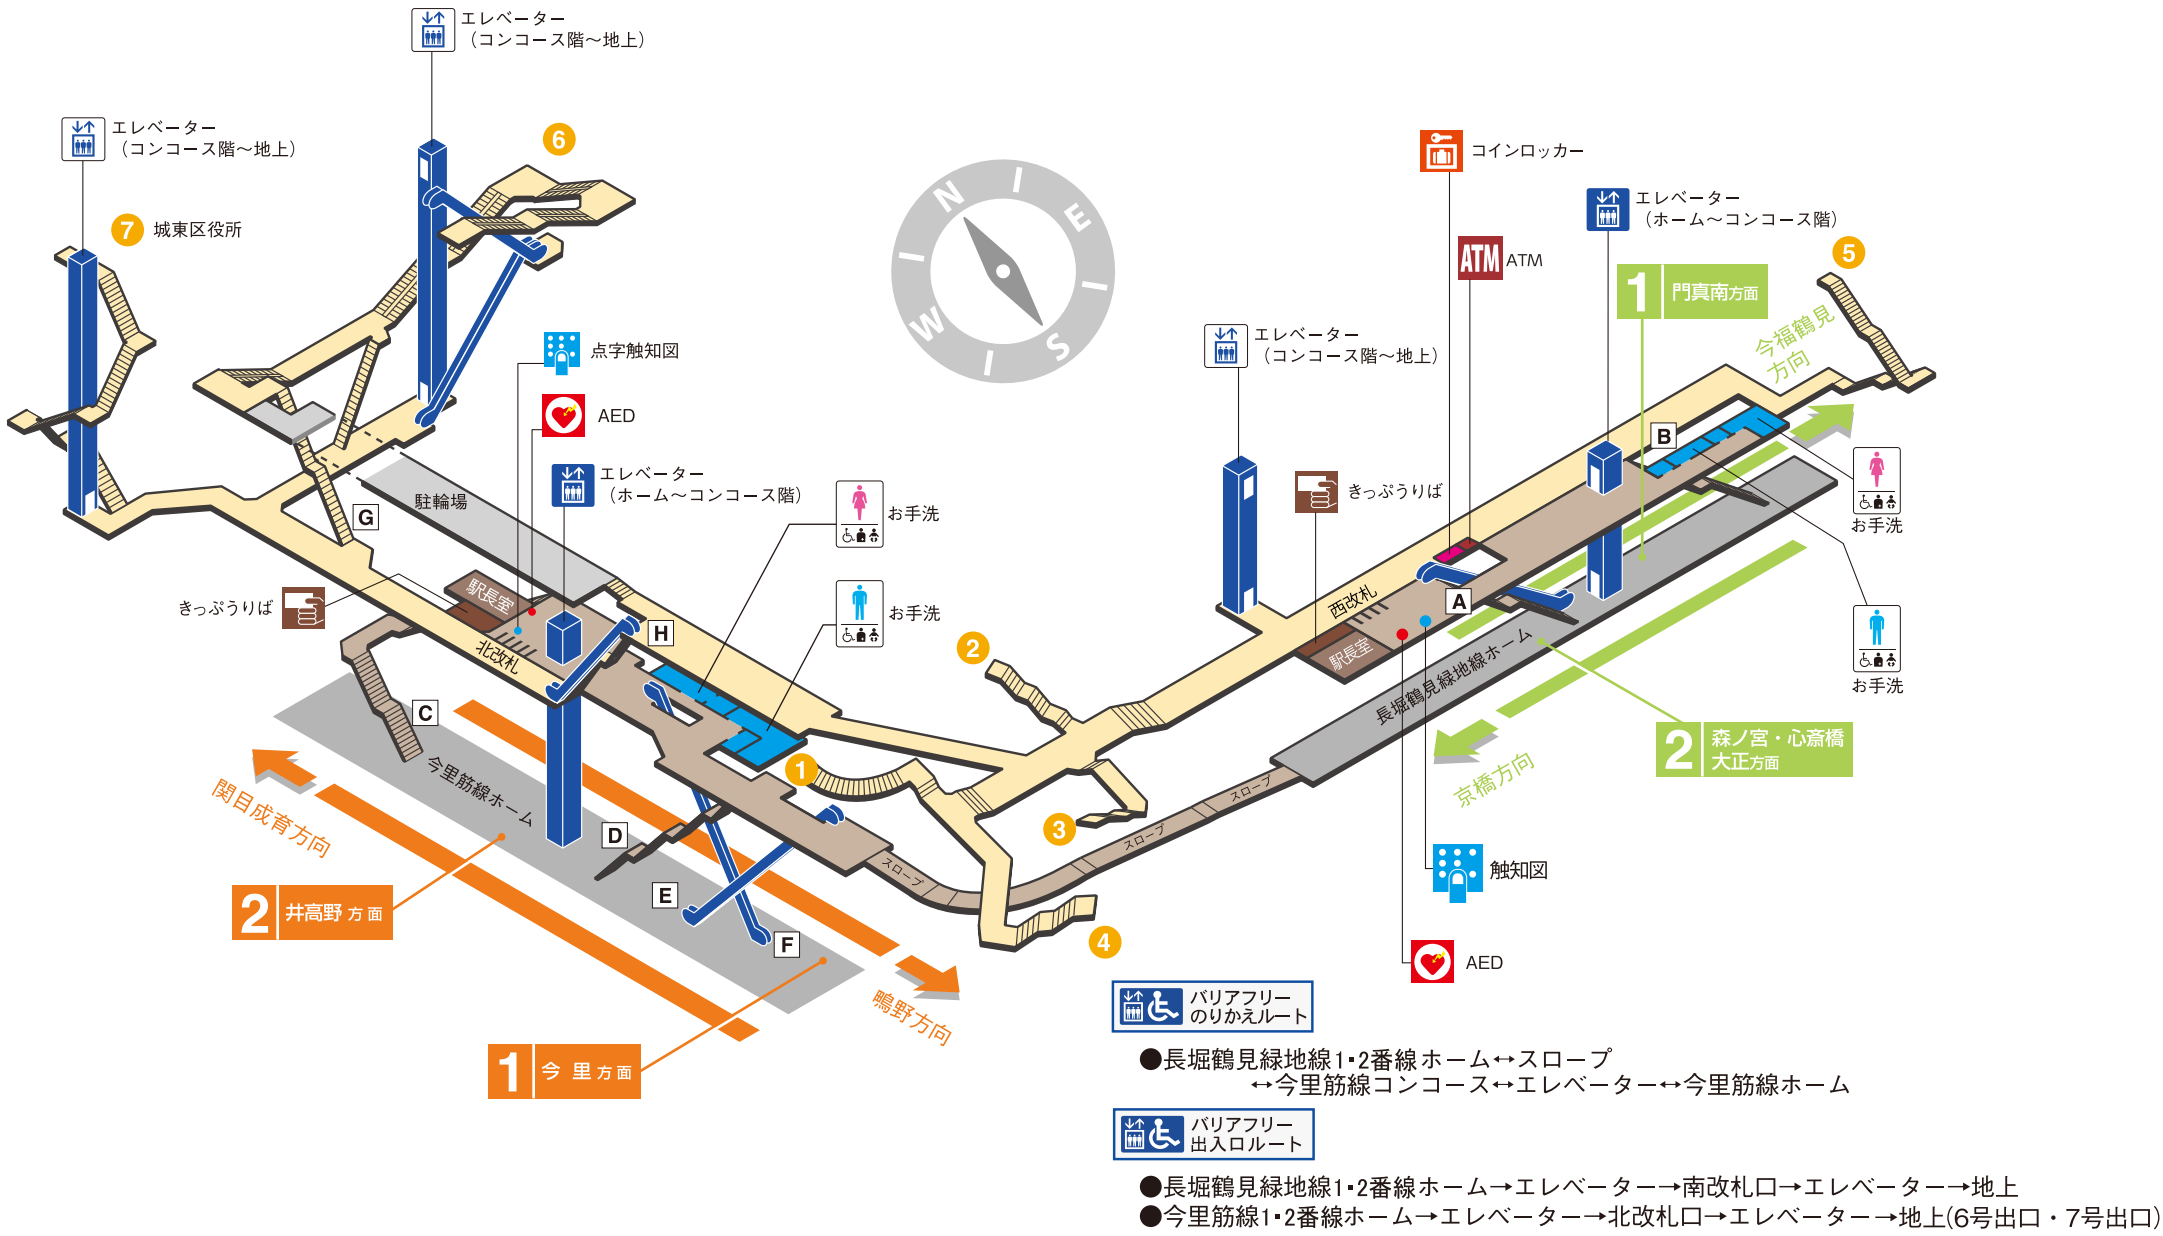 エレベーター
（コンコース階～地上）
エレベーター
（コンコース階～地上）
6
7 城東区役所
N
I
E
I
S
I
W
I
コインロッカー
ATM ATM
エレベーター
（ホーム～コンコース階）
5
1 門真南方面
今福鶴見
方向
エレベーター
（コンコース階～地上）
点字触知図
AED
エレベーター
（ホーム～コンコース階）
駐輪場
G
お手洗
お手洗
きっぷうりば
駅長室
北改札
H
C
今里筋線ホーム
関目成育方向
D
E
F
2 井高野方面
1 今里方面
鴫野方向
スロープ
スロープ
スロープ
1
2
3
4
きっぷうりば
西改札
駅長室
A
B
お手洗
お手洗
長堀鶴見緑地線ホーム
2 森ノ宮・心斎橋
大正方面
京橋方向
触知図
AED
バリアフリー
のりかえルート
●長堀鶴見緑地線1・2番線ホーム↔スロープ
↔今里筋線コンコース↔エレベーター↔今里筋線ホーム
バリアフリー
出入口ルート
●長堀鶴見緑地線1・2番線ホーム→エレベーター→南改札口→エレベーター→地上
●今里筋線1・2番線ホーム→エレベーター→北改札口→エレベーター→地上(6号出口・7号出口)